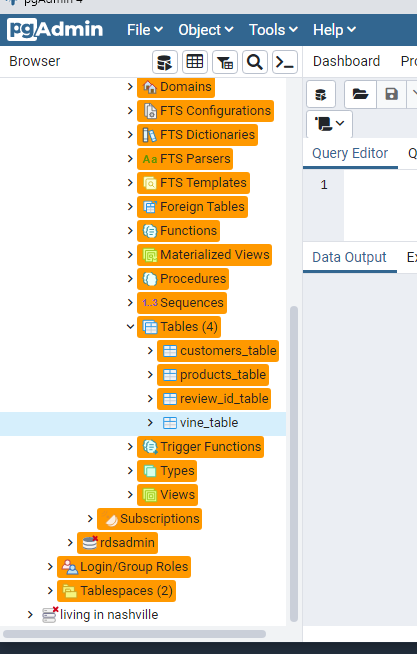 pgAdmin 4
pgAdmin File Object Tools Help
Browser
Dashboard
Domains
FTS Configurations
FTS Dictionaries
Aa FTS Parsers
FTS Templates
Foreign Tables
Functions
Materialized Views
Procedures
1..3 Sequences
Tables (4)
customers_table
products_table
review_id_table
vine_table
Trigger Functions
Types
Views
Subscriptions
rdsadmin
Login/Group Roles
Tablespaces (2)
living in nashville
Query Editor Q
1
Data Output